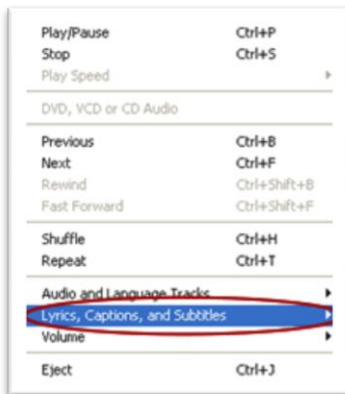 Play/Pause Ctrl+P
Stop Ctrl+S
Play Speed
DVD, VCD or CD Audio
Previous Ctrl+B
Next Ctrl+F
Rewind Ctrl+Shift+B
Fast Forward Ctrl+Shift+F
Shuffle Ctrl+H
Repeat Ctrl+T
Audio and Language Tracks
Lyrics, Captions, and Subtitles
Volume
Eject Ctrl+J